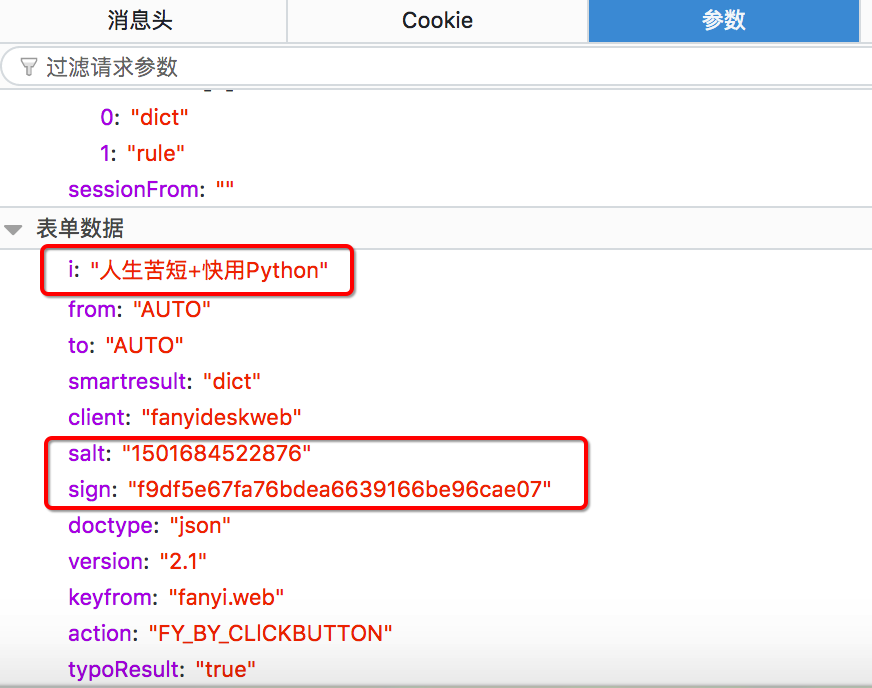 消息头 Cookie 参数
过滤请求参数
0: "dict"
1: "rule"
sessionFrom: ""
表单数据
i: "人生苦短+快用Python"
from: "AUTO"
to: "AUTO"
smartresult: "dict"
client: "fanyideskweb"
salt: "1501684522876"
sign: "f9df5e67fa76bdea6639166be96cae07"
doctype: "json"
version: "2.1"
keyfrom: "fanyi.web"
action: "FY_BY_CLICKBUTTON"
typoResult: "true"